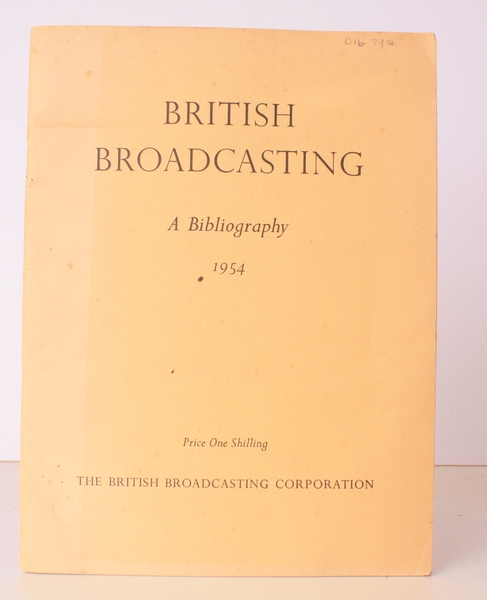 BRITISH
BROADCASTING
A Bibliography
1954
Price One Shilling
THE BRITISH BROADCASTING CORPORATION